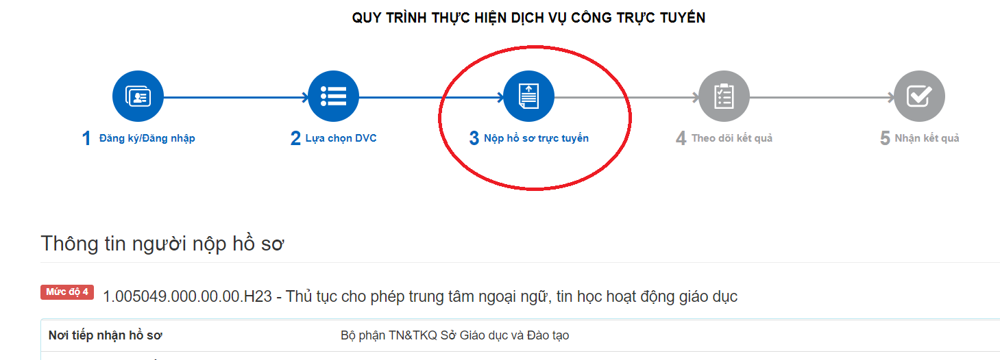 QUY TRÌNH THỰC HIỆN DỊCH VỤ CÔNG TRỰC TUYẾN
1 Đăng ký/Đăng nhập
2 Lựa chọn DVC
3 Nộp hồ sơ trực tuyến
4 Theo dõi kết quả
5 Nhận kết quả
Thông tin người nộp hồ sơ
Mức độ 4 1.005049.000.00.00.H23 - Thủ tục cho phép trung tâm ngoại ngữ, tin học hoạt động giáo dục
Nơi tiếp nhận hồ sơ Bộ phận TN&TKQ Sở Giáo dục và Đào tạo